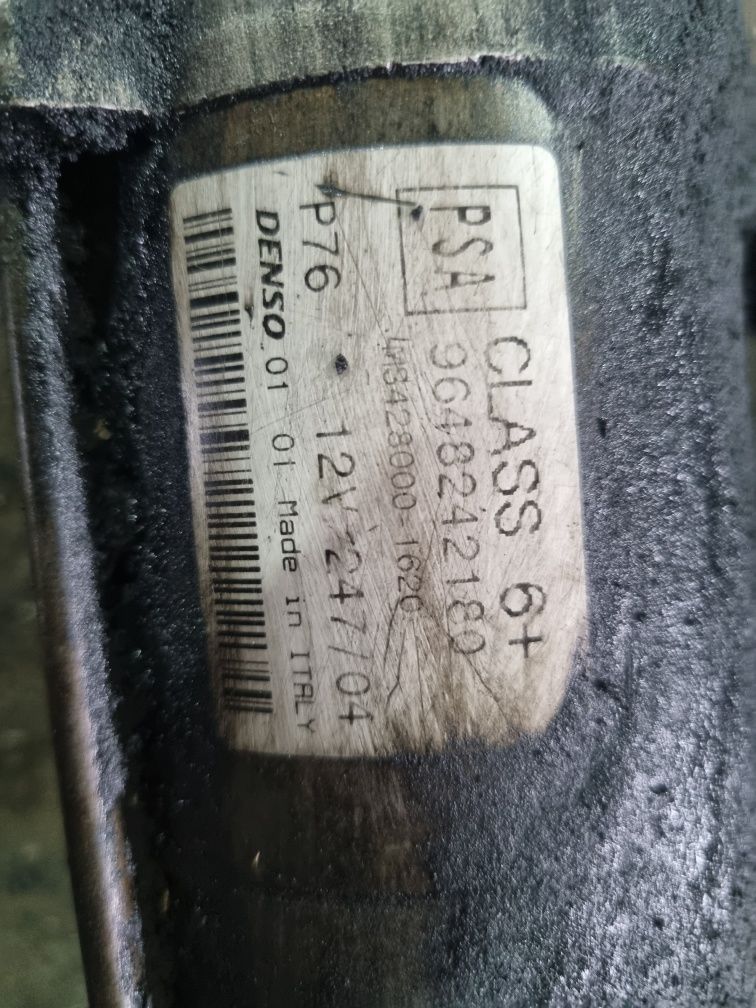 PSA
CLASS 6+
9648242180
MS428000-1620
P76 12V 247/04
DENSO 01 01 Made in ITALY